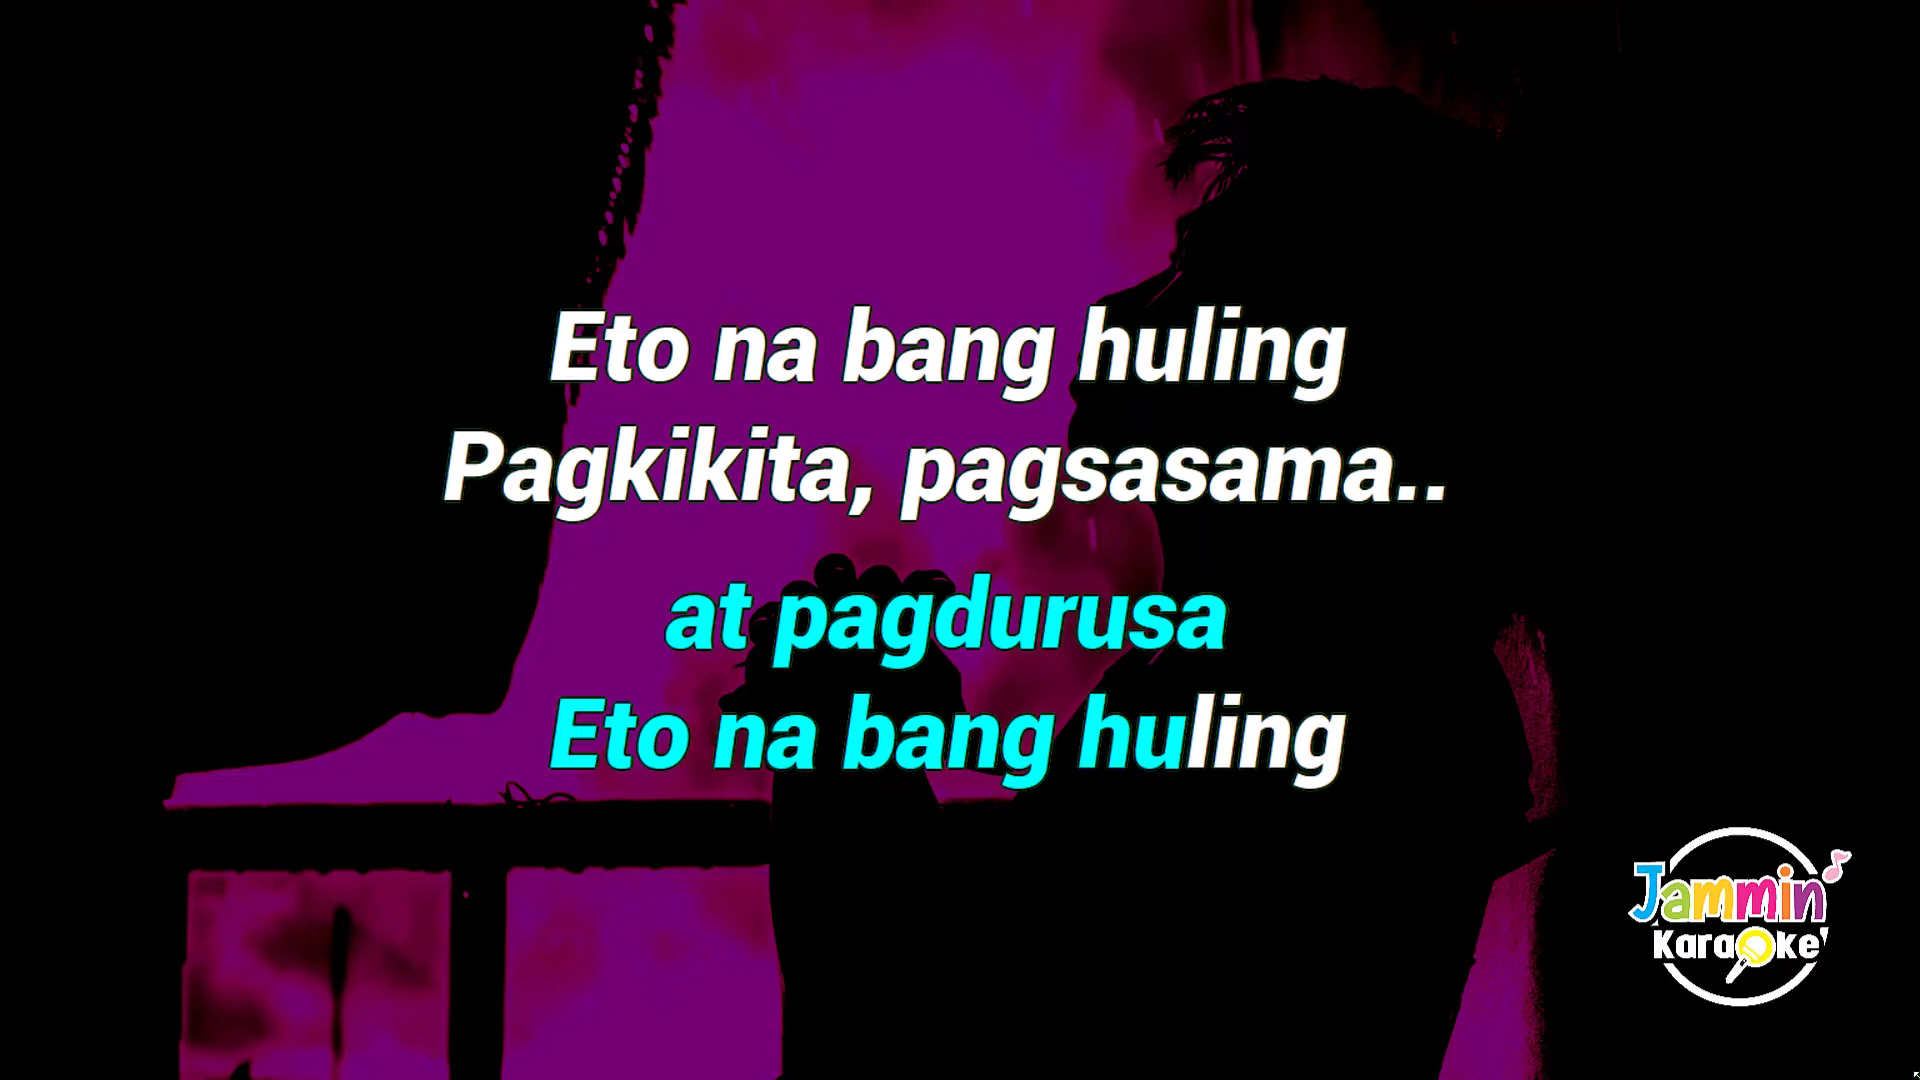 Eto na bang huling
Pagkikita, pagsasama..
at pagdurusa
Eto na bang huling
Jammin'
Karaoke'